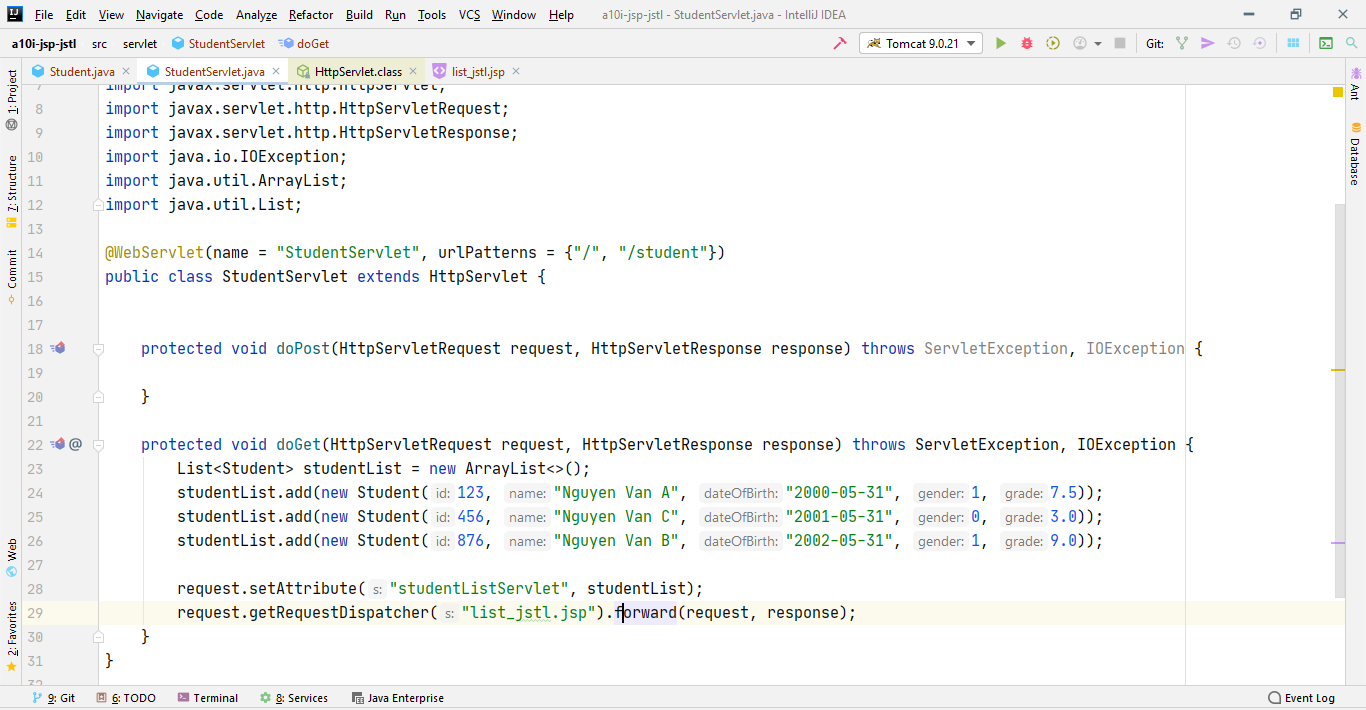 File Edit View Navigate Code Analyze Refactor Build Run Tools VCS Window Help a10i-jsp-jstl - StudentServlet.java - IntelliJ IDEA
a10i-jsp-jstl src servlet StudentServlet doGet Tomcat 9.0.21 Git:
Student.java StudentServlet.java HttpServlet.class list_jstl.jsp
1: Project
7: Structure
Commit
Web
2: Favorites
Ant
Database
7 import javax.servlet.http.HttpServlet;
8 import javax.servlet.http.HttpServletRequest;
9 import javax.servlet.http.HttpServletResponse;
10 import java.io.IOException;
11 import java.util.ArrayList;
12 import java.util.List;
13
14 @WebServlet(name = "StudentServlet", urlPatterns = {"/", "/student"})
15 public class StudentServlet extends HttpServlet {
16
17
18 protected void doPost(HttpServletRequest request, HttpServletResponse response) throws ServletException, IOException {
19
20 }
21
22 @ protected void doGet(HttpServletRequest request, HttpServletResponse response) throws ServletException, IOException {
23 List<Student> studentList = new ArrayList<>();
24 studentList.add(new Student( id: 123, name: "Nguyen Van A", dateOfBirth: "2000-05-31", gender: 1, grade: 7.5));
25 studentList.add(new Student( id: 456, name: "Nguyen Van C", dateOfBirth: "2001-05-31", gender: 0, grade: 3.0));
26 studentList.add(new Student( id: 876, name: "Nguyen Van B", dateOfBirth: "2002-05-31", gender: 1, grade: 9.0));
27
28 request.setAttribute( s: "studentListServlet", studentList);
29 request.getRequestDispatcher( s: "list_jstl.jsp").forward(request, response);
30 }
31 }
32
9: Git 6: TODO Terminal 8: Services Java Enterprise Event Log